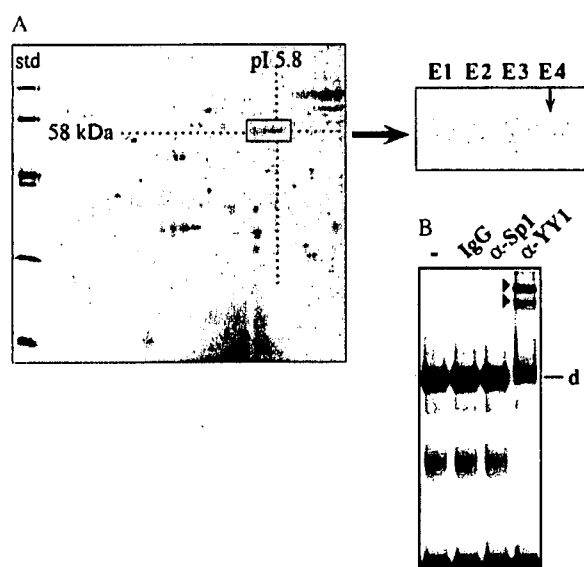 A
std
pI 5.8
58 kDa
E1 E2 E3 E4
B
- IgG α-Sp1 α-YY1
d